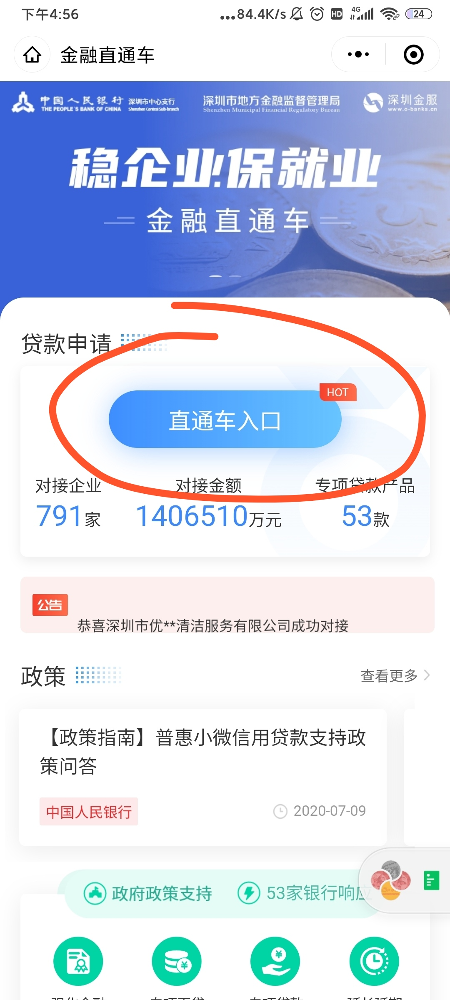 下午4:56
...84.4K/s HD 4G 24
金融直通车
中国人民银行 深圳市中心支行
THE PEOPLE'S BANK OF CHINA Shenzhen Central Sub-branch
深圳市地方金融监督管理局
Shenzhen Municipal Financial Regulatory Bureau
深圳金服
www.o-banks.cn
稳企业保就业
金融直通车
贷款申请
HOT
直通车入口
对接企业 对接金额 专项贷款产品
791家 1406510万元 53款
公告
恭喜深圳市优**清洁服务有限公司成功对接
政策 查看更多
【政策指南】普惠小微信用贷款支持政
策问答
中国人民银行 2020-07-09
政府政策支持 53家银行响应